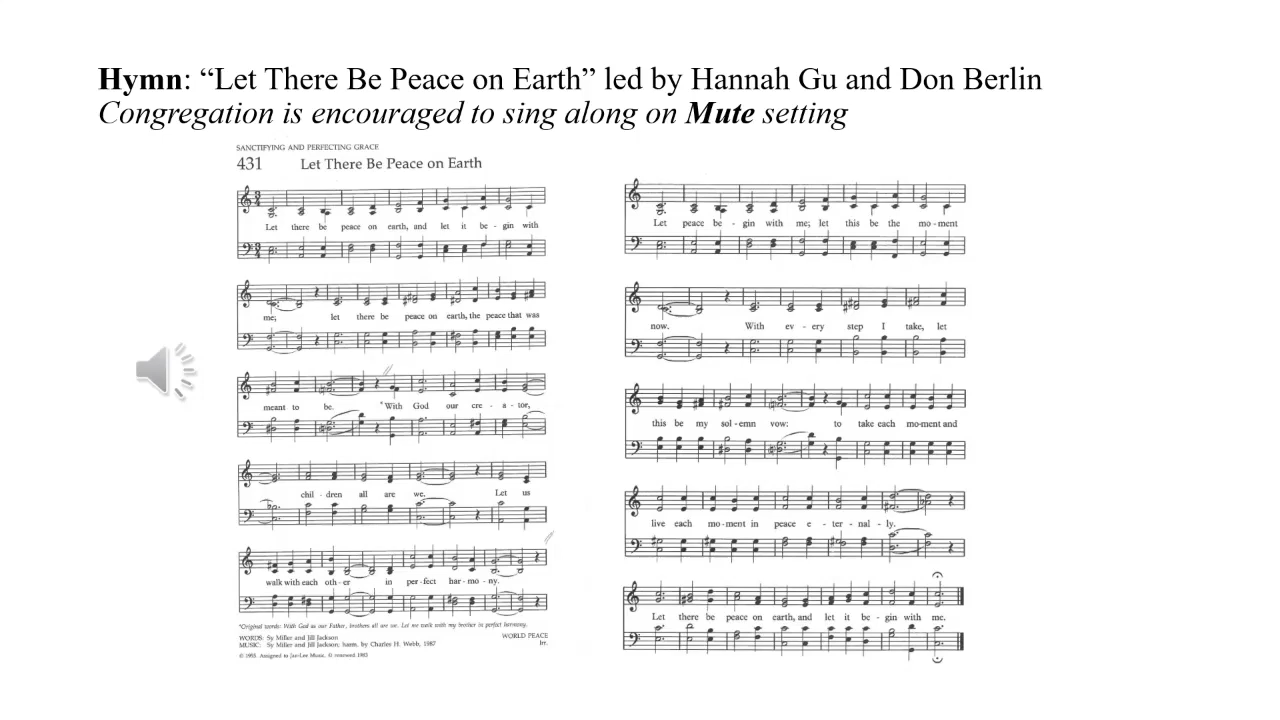 Hymn: “Let There Be Peace on Earth” led by Hannah Gu and Don Berlin
Congregation is encouraged to sing along on Mute setting
SANCTIFYING AND PERFECTING GRACE
431 Let There Be Peace on Earth
Let there be peace on earth, and let it be - gin with
me; let there be peace on earth, the peace that was
meant to be. *With God our cre - a - tor,
chil - dren all are we. Let us
walk with each oth - er in per - fect har - mo - ny.
*Original words: With God as our Father, brothers all are we. Let me walk with my brother in perfect harmony.
WORDS: Sy Miller and Jill Jackson
MUSIC: Sy Miller and Jill Jackson; harm. by Charles H. Webb, 1987
© 1955 Assigned to Jan-Lee Music, © renewed 1983
WORLD PEACE
Irr.
Let peace be - gin with me; let this be the mo - ment
now. With ev - ery step I take, let
this be my sol - emn vow: to take each mo - ment and
live each mo - ment in peace e - ter - nal - ly.
Let there be peace on earth, and let it be - gin with me.